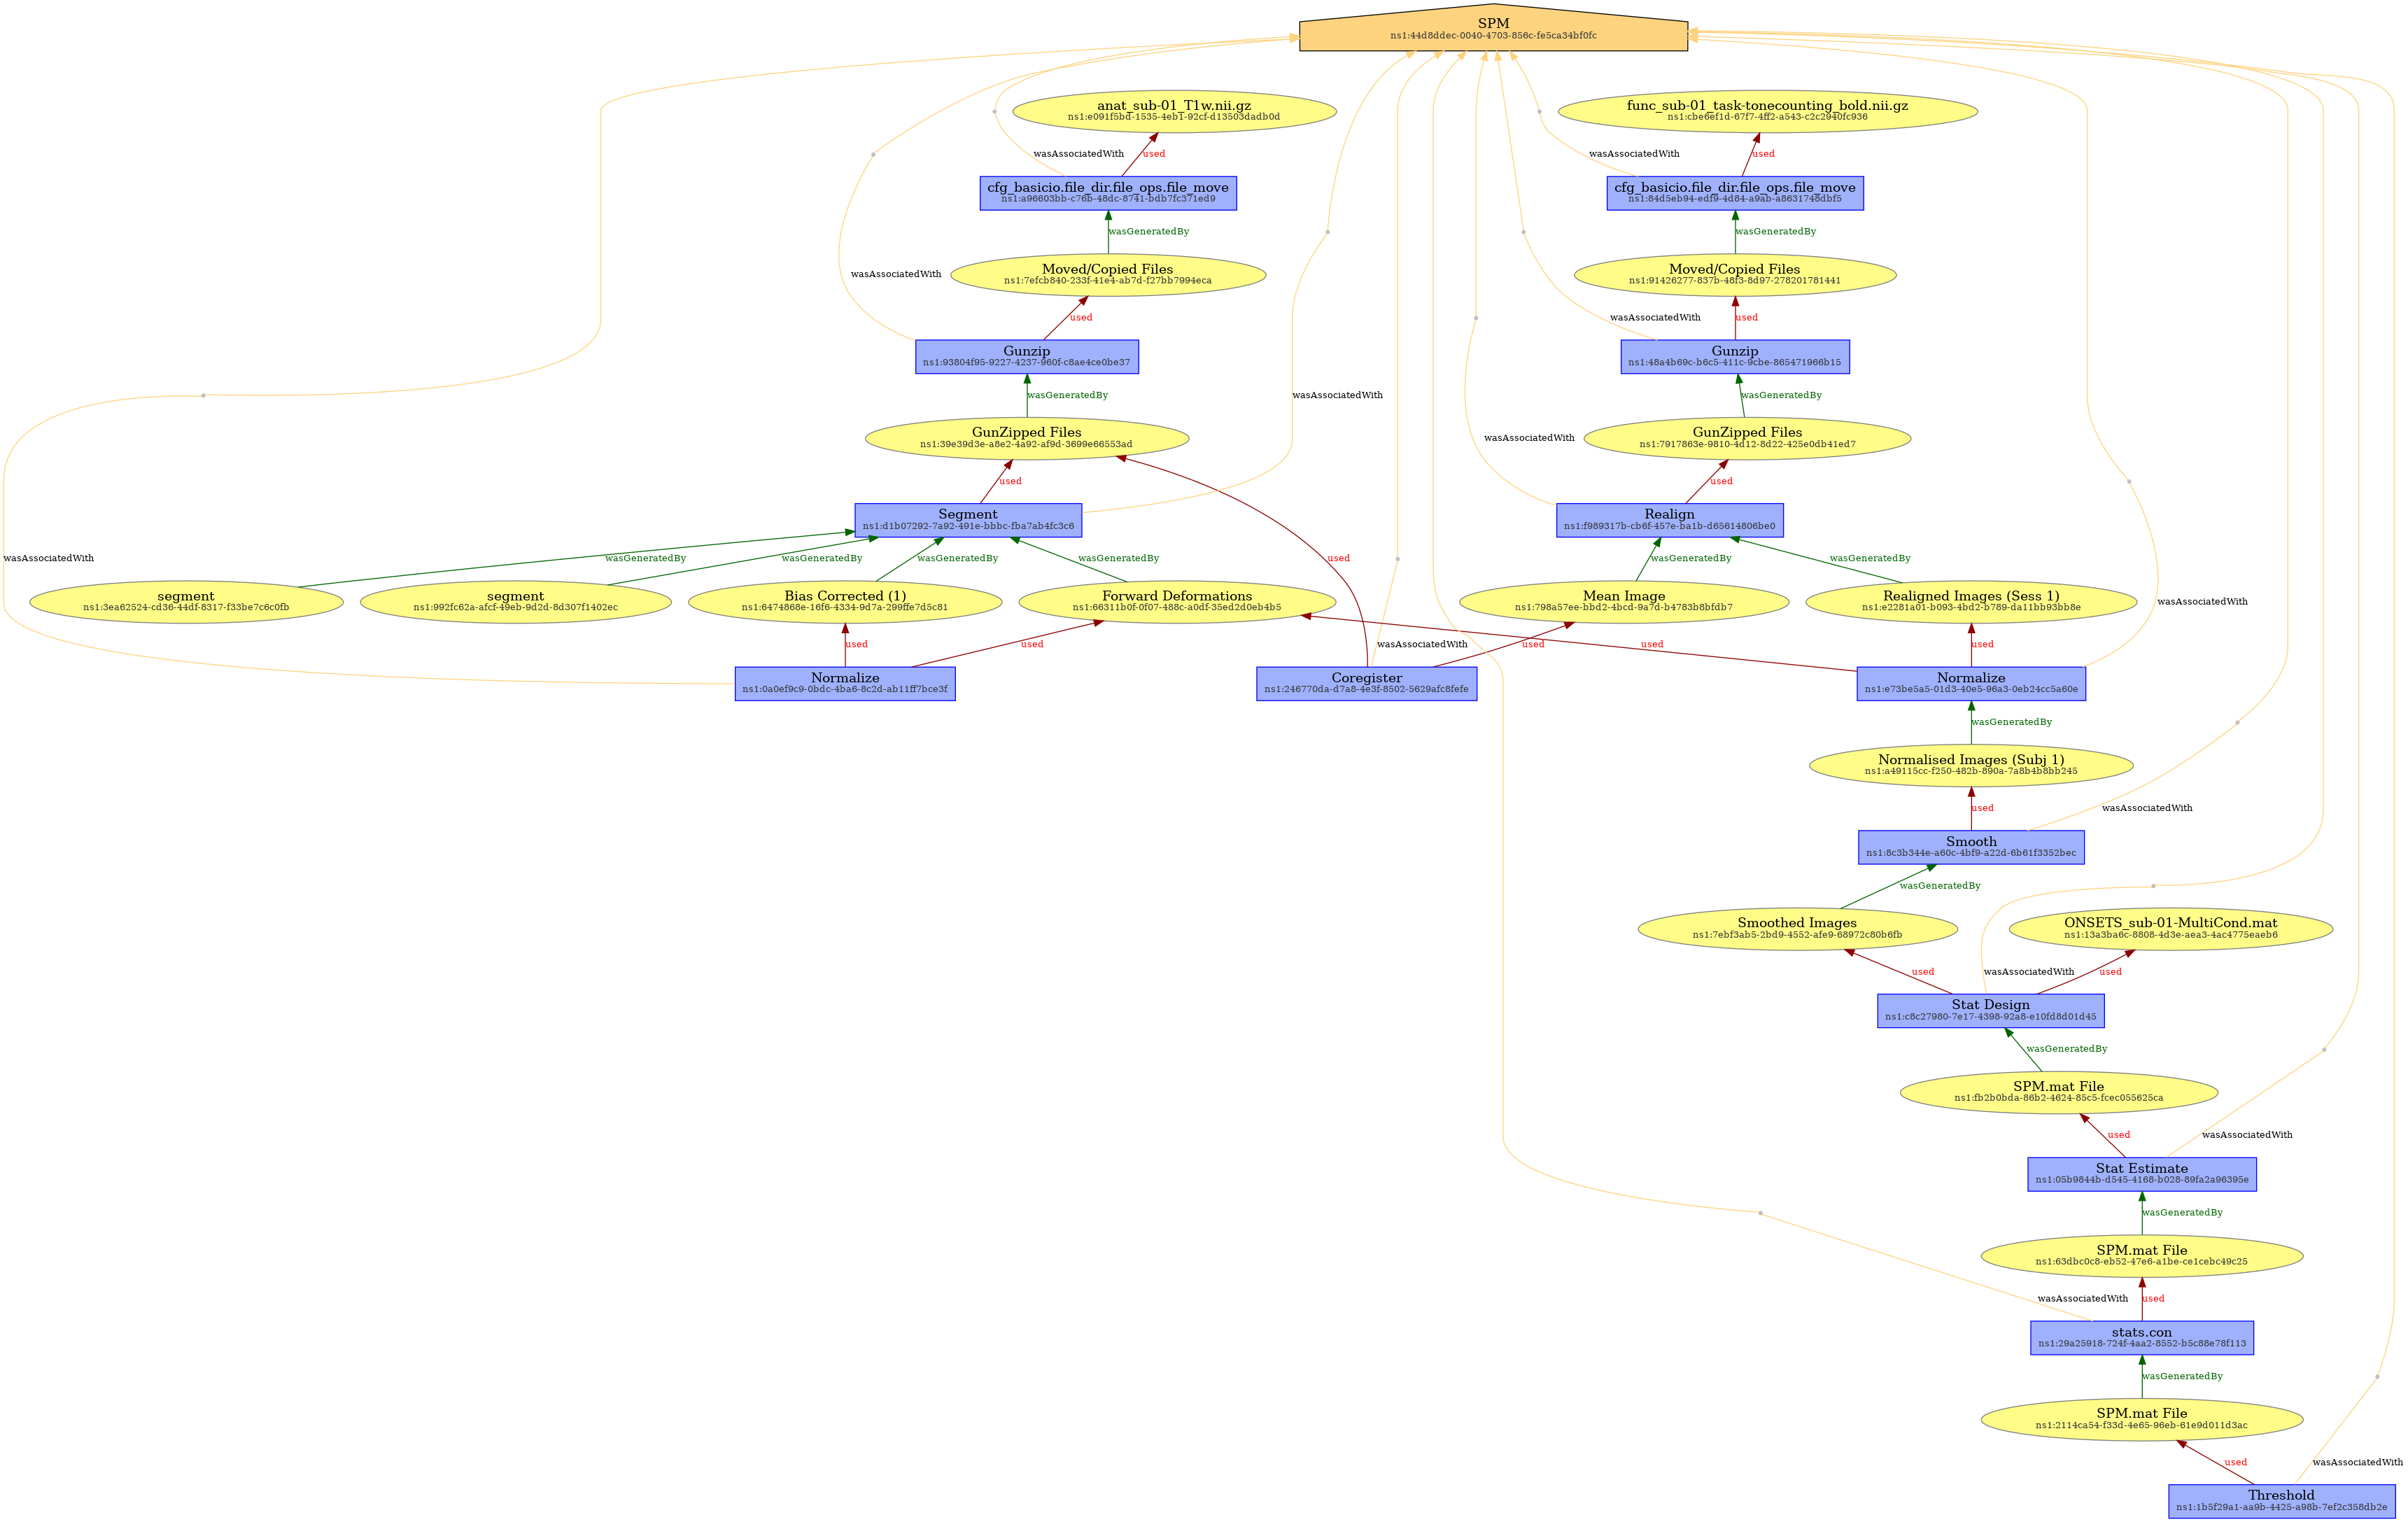 SPM
ns1:44d8ddec-0040-4703-856c-fe5ca34bf0fc
anat_sub-01_T1w.nii.gz
ns1:e091f5bd-1535-4eb1-92cf-d13503dadb0d
func_sub-01_task-tonecounting_bold.nii.gz
ns1:cbe6ef1d-67f7-4ff2-a543-c2c2940fc936
wasAssociatedWith
used
wasAssociatedWith
used
cfg_basicio.file_dir.file_ops.file_move
ns1:a96603bb-c76b-48dc-8741-bdb7fc371ed9
cfg_basicio.file_dir.file_ops.file_move
ns1:84d5eb94-edf9-4d84-a9ab-a8631748dbf5
wasGeneratedBy
wasGeneratedBy
wasAssociatedWith
Moved/Copied Files
ns1:7efcb840-233f-41e4-ab7d-f27bb7994eca
Moved/Copied Files
ns1:91426277-837b-48f3-8d97-278201781441
used
wasAssociatedWith
used
Gunzip
ns1:93804f95-9227-4237-960f-c8ae4ce0be37
Gunzip
ns1:48a4b69c-b6c5-411c-9cbe-865471966b15
wasGeneratedBy
wasAssociatedWith
wasGeneratedBy
GunZipped Files
ns1:39e39d3e-a8e2-4a92-af9d-3699e66553ad
wasAssociatedWith
GunZipped Files
ns1:7917863e-9810-4d12-8d22-425e0db41ed7
used
used
Segment
ns1:d1b07292-7a92-491e-bbbc-fba7ab4fc3c6
Realign
ns1:f989317b-cb6f-457e-ba1b-d65614806be0
wasAssociatedWith
wasGeneratedBy
wasGeneratedBy
wasGeneratedBy
wasGeneratedBy
used
wasGeneratedBy
wasGeneratedBy
segment
ns1:3ea62524-cd36-44df-8317-f33be7c6c0fb
segment
ns1:992fc62a-afcf-49eb-9d2d-8d307f1402ec
Bias Corrected (1)
ns1:6474868e-16f6-4334-9d7a-299ffe7d5c81
Forward Deformations
ns1:66311b0f-0f07-488c-a0df-35ed2d0eb4b5
Mean Image
ns1:798a57ee-bbd2-4bcd-9a7d-b4783b8bfdb7
Realigned Images (Sess 1)
ns1:e2281a01-b093-4bd2-b789-da11bb93bb8e
wasAssociatedWith
used
used
wasAssociatedWith
used
used
used
Normalize
ns1:0a0ef9c9-0bdc-4ba6-8c2d-ab11ff7bce3f
Coregister
ns1:246770da-d7a8-4e3f-8502-5629afc8fefe
Normalize
ns1:e73be5a5-01d3-40e5-96a3-0eb24cc5a60e
wasGeneratedBy
Normalised Images (Subj 1)
ns1:a49115cc-f250-482b-890a-7a8b4b8bb245
used
wasAssociatedWith
Smooth
ns1:8c3b344e-a60c-4bf9-a22d-6b61f3352bec
wasGeneratedBy
Smoothed Images
ns1:7ebf3ab5-2bd9-4552-afe9-68972c80b6fb
ONSETS_sub-01-MultiCond.mat
ns1:13a3ba6c-8808-4d3e-aea3-4ac4775eaeb6
used
wasAssociatedWith
used
Stat Design
ns1:c8c27980-7e17-4398-92a8-e10fd8d01d45
wasGeneratedBy
SPM.mat File
ns1:fb2b0bda-86b2-4624-85c5-fcec055625ca
used
wasAssociatedWith
Stat Estimate
ns1:05b9844b-d545-4168-b028-89fa2a96395e
wasGeneratedBy
SPM.mat File
ns1:63dbc0c8-eb52-47e6-a1be-ce1cebc49c25
wasAssociatedWith
used
stats.con
ns1:29a25918-724f-4aa2-8552-b5c88e78f113
wasGeneratedBy
SPM.mat File
ns1:2114ca54-f33d-4e65-96eb-61e9d011d3ac
used
wasAssociatedWith
Threshold
ns1:1b5f29a1-aa9b-4425-a98b-7ef2c358db2e